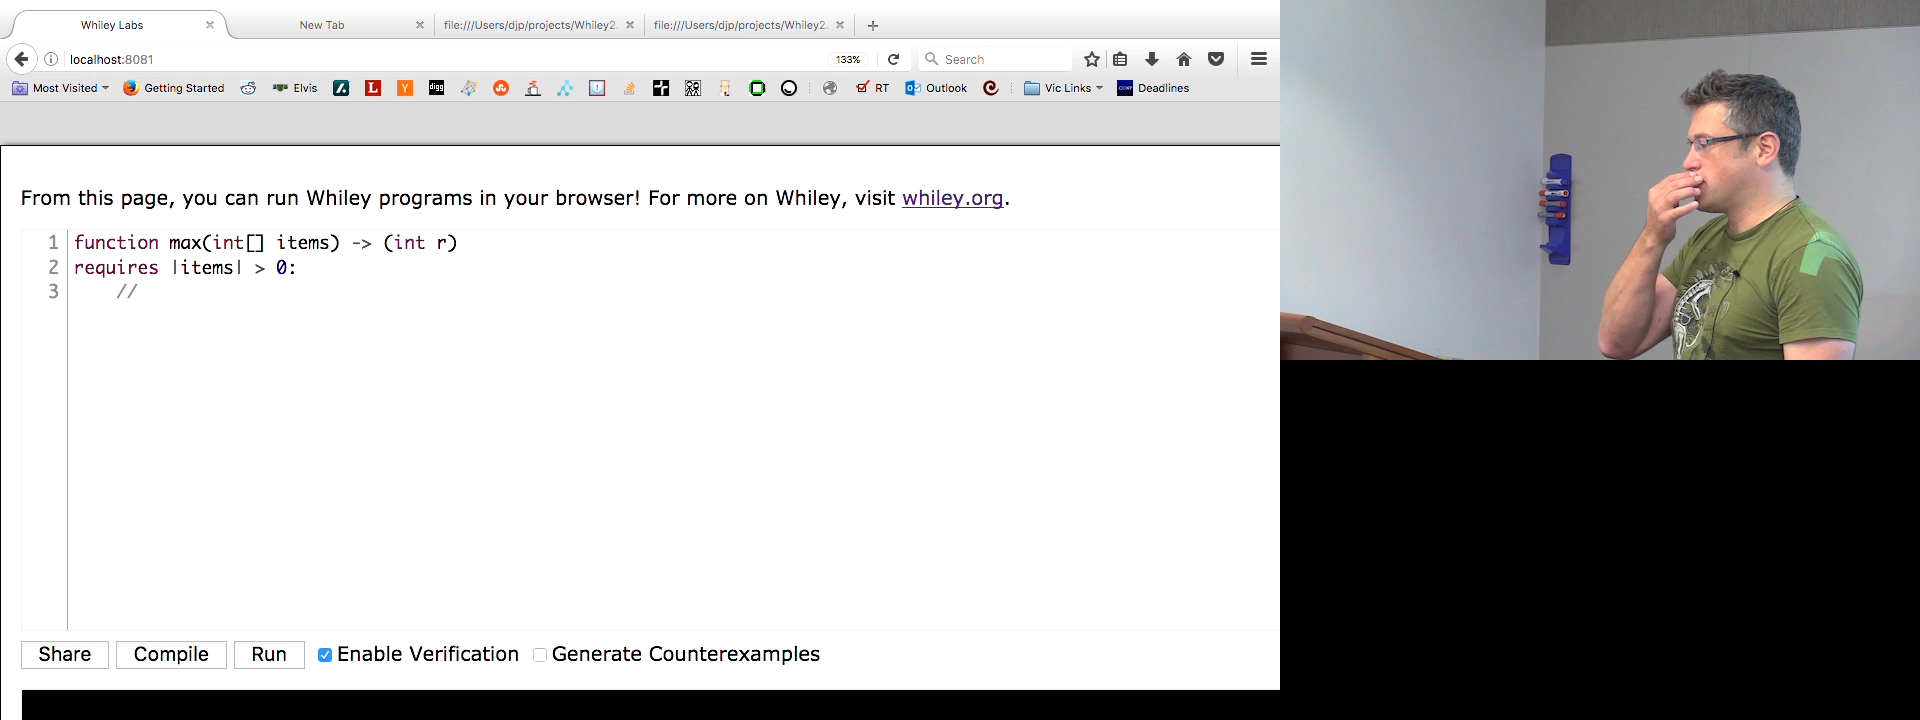 Whiley Labs
New Tab
file:///Users/djp/projects/Whiley2
file:///Users/djp/projects/Whiley2
localhost:8081
133%
Search
Most Visited
Getting Started
Elvis
L
Y
digg
RT
Outlook
Vic Links
Deadlines
From this page, you can run Whiley programs in your browser! For more on Whiley, visit whiley.org.
1 function max(int[] items) -> (int r)
2 requires |items| > 0:
3 //
Share Compile Run Enable Verification Generate Counterexamples